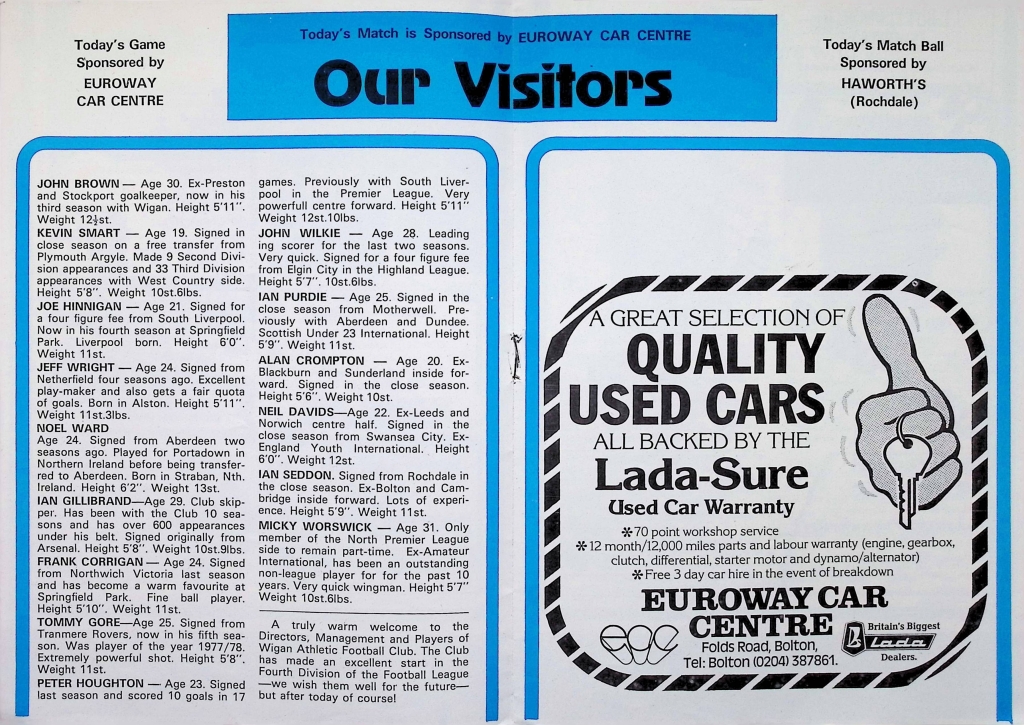 Today's Game
Sponsored by
EUROWAY
CAR CENTRE
Today's Match is Sponsored by EUROWAY CAR CENTRE
Our Visitors
Today's Match Ball
Sponsored by
HAWORTH'S
(Rochdale)
JOHN BROWN — Age 30. Ex-Preston
and Stockport goalkeeper, now in his
third season with Wigan. Height 5'11".
Weight 12½st.
KEVIN SMART — Age 19. Signed in
close season on a free transfer from
Plymouth Argyle. Made 9 Second Divi-
sion appearances and 33 Third Division
appearances with West Country side.
Height 5'8". Weight 10st.6lbs.
JOE HINNIGAN — Age 21. Signed for
a four figure fee from South Liverpool.
Now in his fourth season at Springfield
Park. Liverpool born. Height 6'0".
Weight 11st.
JEFF WRIGHT — Age 24. Signed from
Netherfield four seasons ago. Excellent
play-maker and also gets a fair quota
of goals. Born in Alston. Height 5'11".
Weight 11st.3lbs.
NOEL WARD
Age 24. Signed from Aberdeen two
seasons ago. Played for Portadown in
Northern Ireland before being transfer-
red to Aberdeen. Born in Straban, Nth.
Ireland. Height 6'2". Weight 13st.
IAN GILLIBRAND—Age 29. Club skip-
per. Has been with the Club 10 sea-
sons and has over 600 appearances
under his belt. Signed originally from
Arsenal. Height 5'8". Weight 10st.9lbs.
FRANK CORRIGAN — Age 24. Signed
from Northwich Victoria last season
and has become a warm favourite at
Springfield Park. Fine ball player.
Height 5'10". Weight 11st.
TOMMY GORE—Age 25. Signed from
Tranmere Rovers, now in his fifth sea-
son. Was player of the year 1977/78.
Extremely powerful shot. Height 5'8".
Weight 11st.
PETER HOUGHTON — Age 23. Signed
last season and scored 10 goals in 17
games. Previously with South Liver-
pool in the Premier League. Very
powerfull centre forward. Height 5'11"
Weight 12st.10lbs.
JOHN WILKIE — Age 28. Leading
ing scorer for the last two seasons.
Very quick. Signed for a four figure fee
from Elgin City in the Highland League.
Height 5'7". 10st.6lbs.
IAN PURDIE — Age 25. Signed in the
close season from Motherwell. Pre-
viously with Aberdeen and Dundee.
Scottish Under 23 International. Height
5'9". Weight 11st.
ALAN CROMPTON — Age 20. Ex-
Blackburn and Sunderland inside for-
ward. Signed in the close season.
Height 5'6". Weight 10st.
NEIL DAVIDS—Age 22. Ex-Leeds and
Norwich centre half. Signed in the
close season from Swansea City. Ex-
England Youth International. Height
6'0". Weight 12st.
IAN SEDDON. Signed from Rochdale in
the close season. Ex-Bolton and Cam-
bridge inside forward. Lots of experi-
ence. Height 5'9". Weight 11st.
MICKY WORSWICK — Age 31. Only
member of the North Premier League
side to remain part-time. Ex-Amateur
International, has been an outstanding
non-league player for for the past 10
years. Very quick wingman. Height 5'7"
Weight 10st.6lbs.
A truly warm welcome to the
Directors, Management and Players of
Wigan Athletic Football Club. The Club
has made an excellent start in the
Fourth Division of the Football League
—we wish them well for the future—
but after today of course!
A GREAT SELECTION OF
QUALITY
USED CARS
ALL BACKED BY THE
Lada-Sure
Used Car Warranty
* 70 point workshop service
* 12 month/12,000 miles parts and labour warranty (engine, gearbox,
clutch, differential, starter motor and dynamo/alternator)
* Free 3 day car hire in the event of breakdown
EUROWAY CAR
CENTRE
Folds Road, Bolton,
Tel: Bolton (0204) 387861.
ecc
Britain's Biggest
Lada
Dealers.